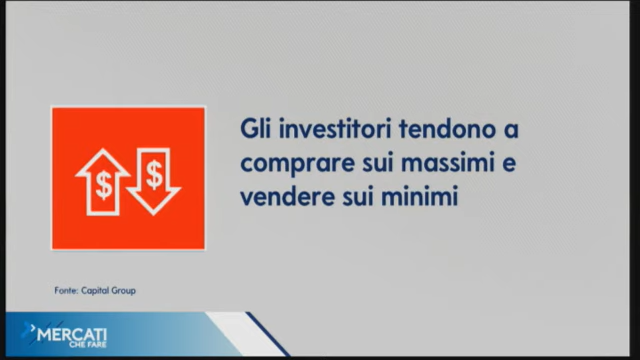 Gli investitori tendono a
comprare sui massimi e
vendere sui minimi
$ $
Fonte: Capital Group
MERCATI
CHE FARE